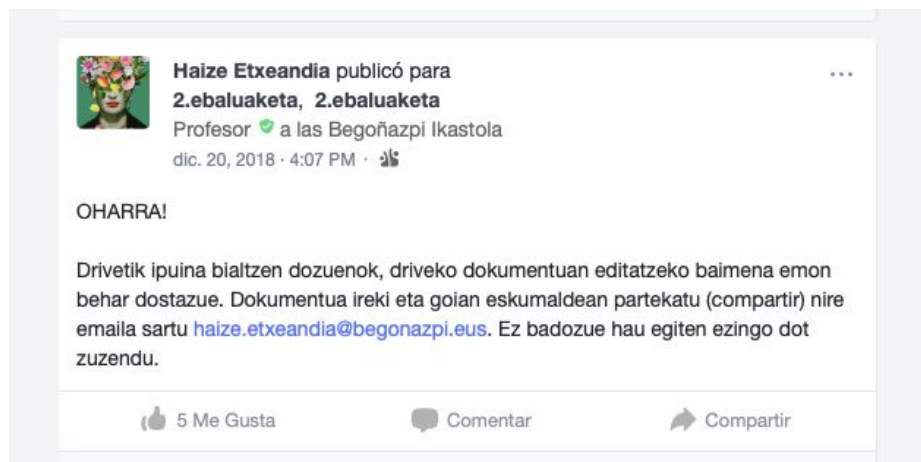 Haize Etxeandia publicó para
2.ebaluaketa, 2.ebaluaketa
Profesor a las Begoñazpi Ikastola
dic. 20, 2018 · 4:07 PM ·
OHARRA!
Drivetik ipuina bialtzen dozuenok, driveko dokumentuan editatzeko baimena emon
behar dostazue. Dokumentua ireki eta goian eskumaldean partekatu (compartir) nire
emaila sartu haize.etxeandia@begonazpi.eus. Ez badozue hau egiten ezingo dot
zuzendu.
5 Me Gusta Comentar Compartir